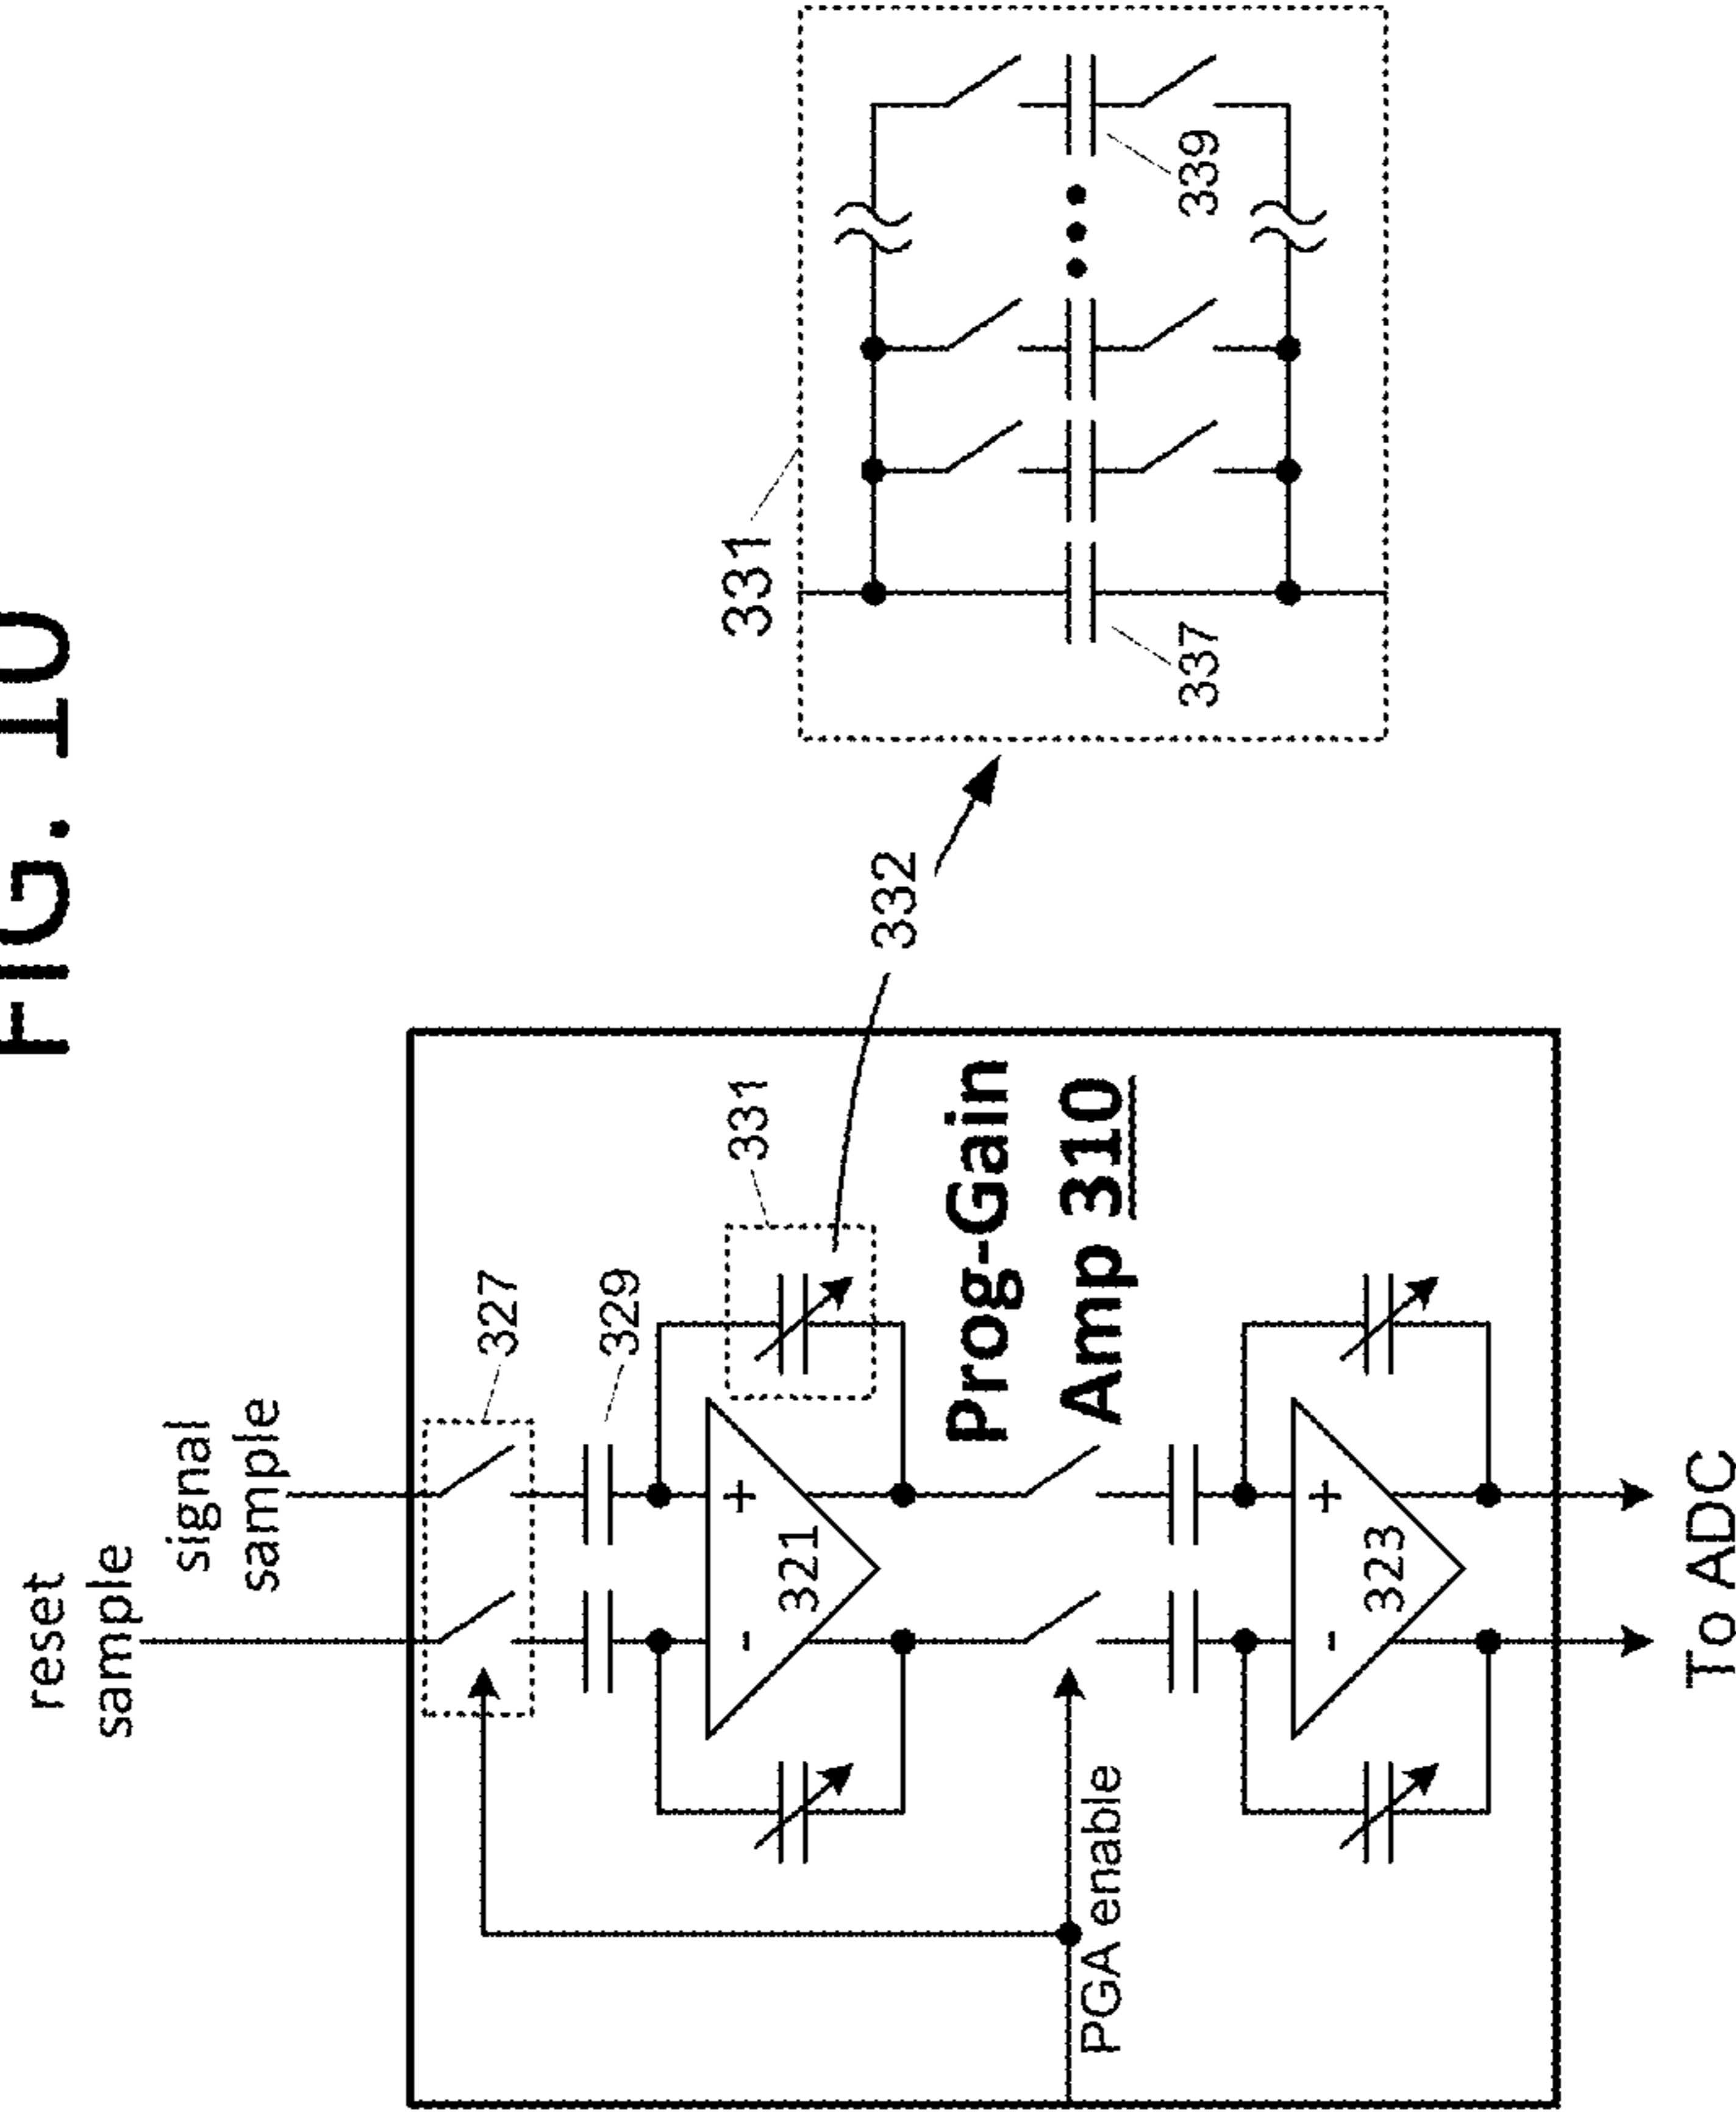 FIG. 10
reset
sample
signal
sample
327
329
331
321
- +
Prog-Gain
Amp 310
PGA enable
323
- +
To ADC
332
331
337
339